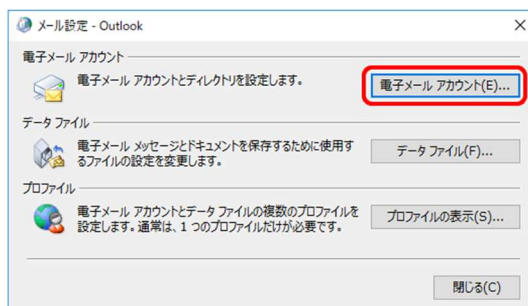 メール設定 - Outlook
電子メール アカウント
電子メール アカウントとディレクトリを設定します。
電子メール アカウント(E)...
データ ファイル
電子メール メッセージとドキュメントを保存するために使用す
るファイルの設定を変更します。
データ ファイル(F)...
プロファイル
電子メール アカウントとデータ ファイルの複数のプロファイルを
設定します。通常は、1 つのプロファイルだけが必要です。
プロファイルの表示(S)...
閉じる(C)